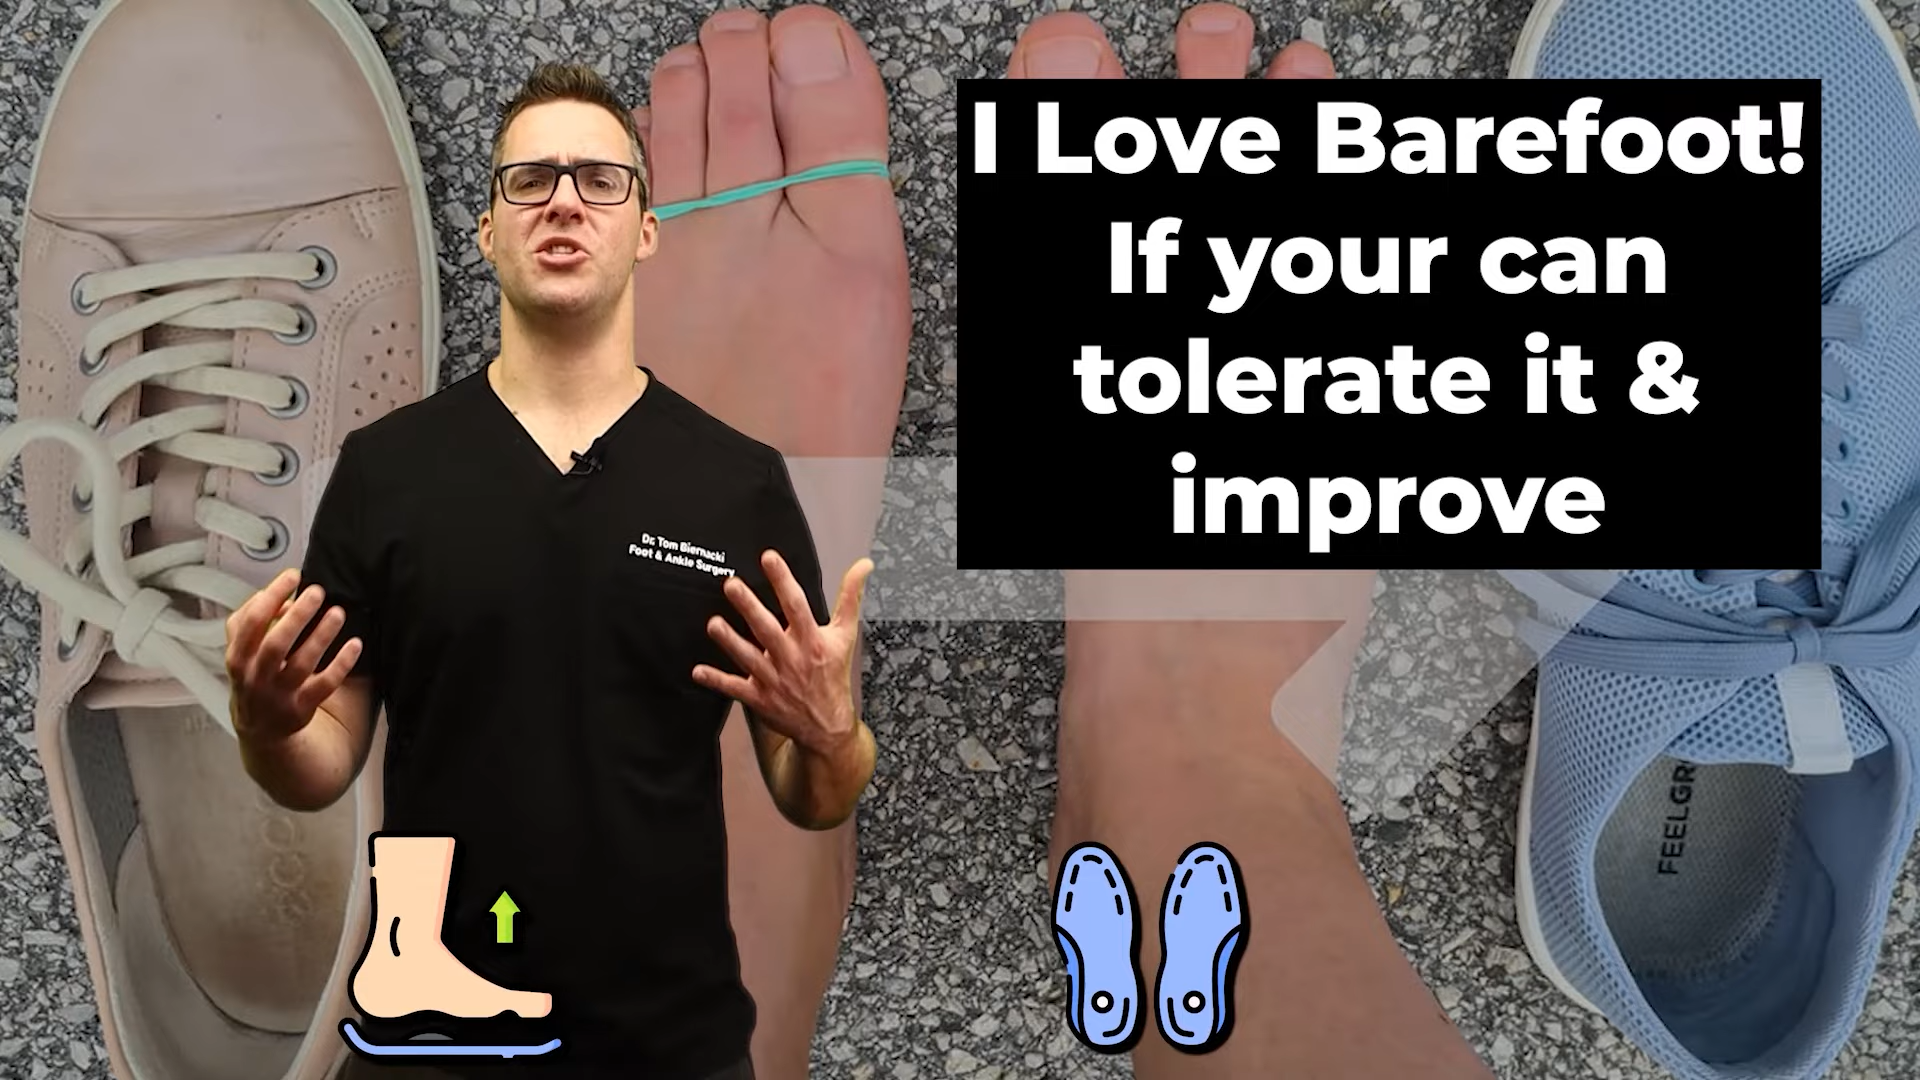 I Love Barefoot!
If your can
tolerate it &
improve
Dr. Tom Biernacki
Foot & Ankle Surgery
FEELGR